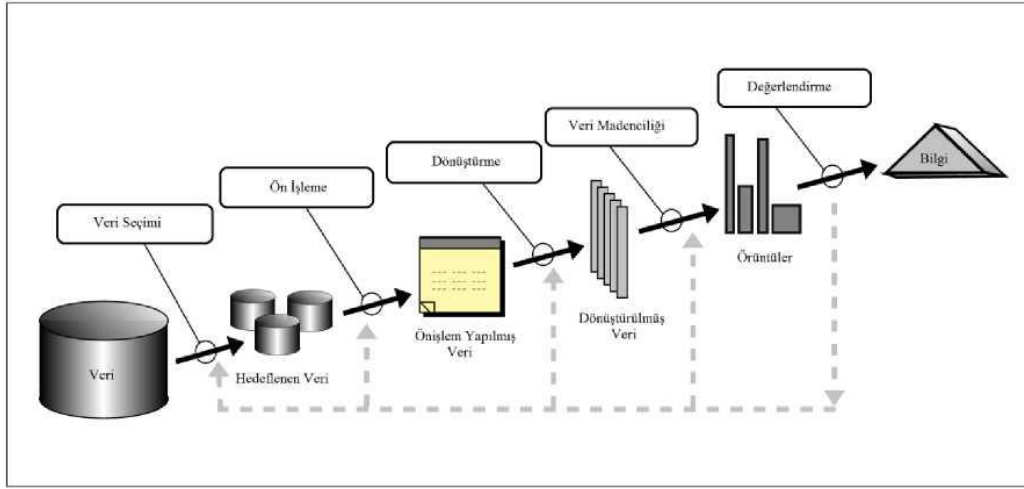 Değerlendirme
Veri Madenciliği
Bilgi
Dönüştürme
Ön İşleme
Veri Seçimi
Örüntüler
Dönüştürülmüş
Veri
Önişlem Yapılmış
Veri
Hedeflenen Veri
Veri